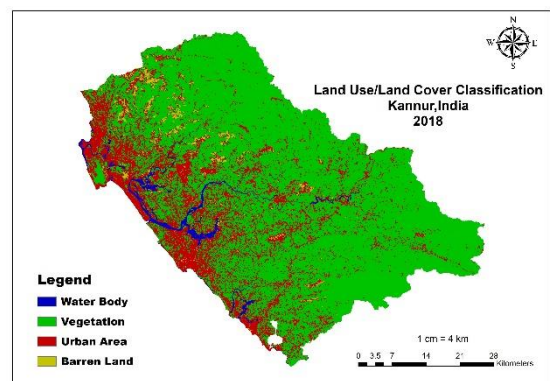 N
W E
S
Land Use/Land Cover Classification
Kannur,India
2018
Legend
Water Body
Vegetation
Urban Area
Barren Land
1 cm = 4 km
0 3.5 7 14 21 28
Kilometers